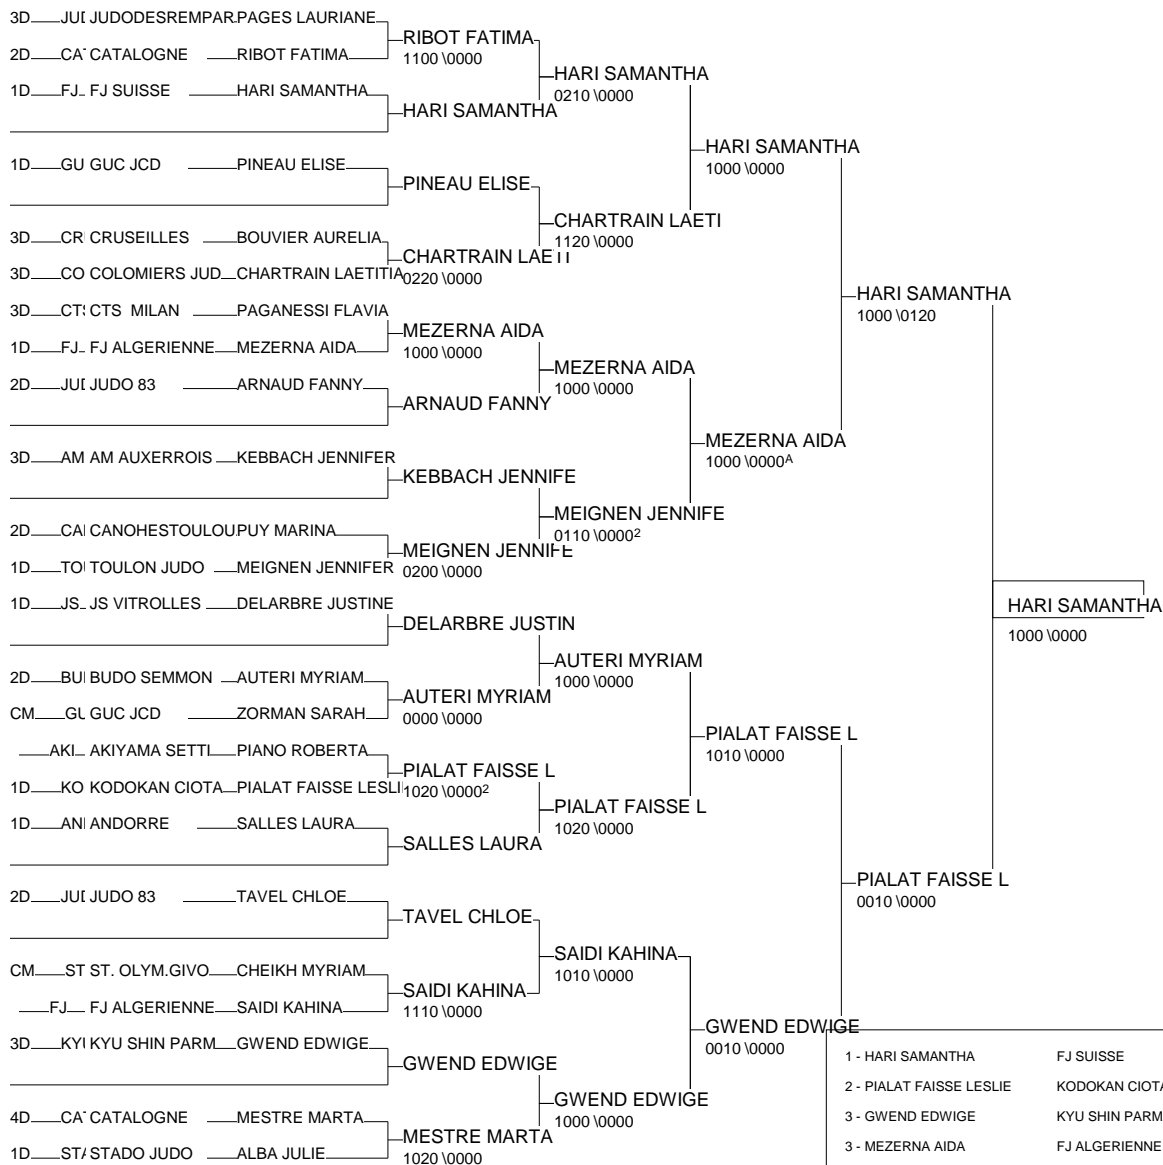 3D JUI JUDODESREMPAR PAGES LAURIANE
RIBOT FATIMA
2D CA CATALOGNE RIBOT FATIMA
1100 \0000
HARI SAMANTHA
0210 \0000
1D FJ FJ SUISSE HARI SAMANTHA
HARI SAMANTHA
HARI SAMANTHA
1000 \0000
1D GU GUC JCD PINEAU ELISE
PINEAU ELISE
CHARTRAIN LAETI
1120 \0000
3D CR CRUSEILLES BOUVIER AURELIA
CHARTRAIN LAETI
0220 \0000
3D CO COLOMIERS JUD CHARTRAIN LAETITIA
HARI SAMANTHA
1000 \0120
3D CTS CTS MILAN PAGANESSI FLAVIA
MEZERNA AIDA
1000 \0000
1D FJ FJ ALGERIENNE MEZERNA AIDA
MEZERNA AIDA
1000 \0000
2D JUI JUDO 83 ARNAUD FANNY
ARNAUD FANNY
MEZERNA AIDA
1000 \0000A
3D AM AM AUXERROIS KEBBACH JENNIFER
KEBBACH JENNIFE
MEIGNEN JENNIFE
0110 \00002
2D CAI CANOHESTOULOU PUY MARINA
MEIGNEN JENNIFE
0200 \0000
1D TOU TOULON JUDO MEIGNEN JENNIFER
HARI SAMANTHA
1000 \0000
1D JS JS VITROLLES DELARBRE JUSTINE
DELARBRE JUSTIN
AUTERI MYRIAM
1000 \0000
2D BUI BUDO SEMMON AUTERI MYRIAM
AUTERI MYRIAM
0000 \0000
CM GU GUC JCD ZORMAN SARAH
PIALAT FAISSE L
1010 \0000
AKI AKIYAMA SETTI PIANO ROBERTA
PIALAT FAISSE L
1020 \00002
1D KO KODOKAN CIOTA PIALAT FAISSE LESLI
PIALAT FAISSE L
1020 \0000
1D ANI ANDORRE SALLES LAURA
SALLES LAURA
PIALAT FAISSE L
0010 \0000
2D JUI JUDO 83 TAVEL CHLOE
TAVEL CHLOE
SAIDI KAHINA
1010 \0000
CM ST ST. OLYM.GIVO CHEIKH MYRIAM
SAIDI KAHINA
1110 \0000
FJ FJ ALGERIENNE SAIDI KAHINA
GWEND EDWIGE
0010 \0000
3D KYU KYU SHIN PARM GWEND EDWIGE
GWEND EDWIGE
GWEND EDWIGE
1000 \0000
4D CA CATALOGNE MESTRE MARTA
MESTRE MARTA
1020 \0000
1D STA STADO JUDO ALBA JULIE
1 - HARI SAMANTHA FJ SUISSE
2 - PIALAT FAISSE LESLIE KODOKAN CIOTA
3 - GWEND EDWIGE KYU SHIN PARM
3 - MEZERNA AIDA FJ ALGERIENNE